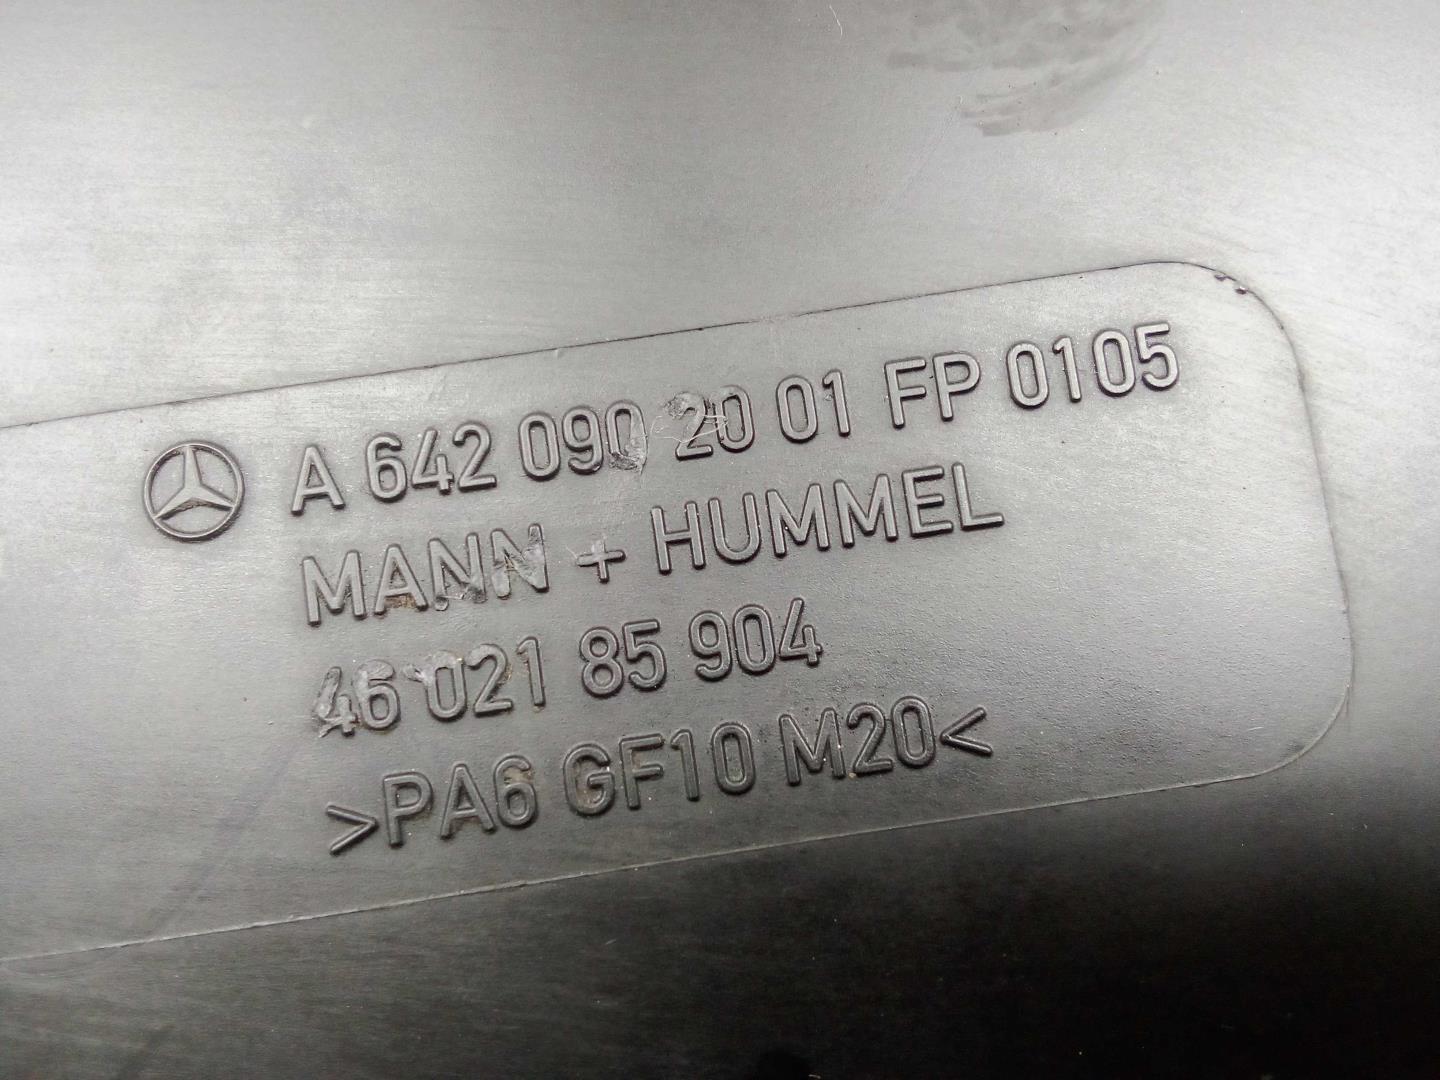 A 642 090 20 01 FP 0105
MANN + HUMMEL
46 021 85 904
>PA6 GF10 M20<